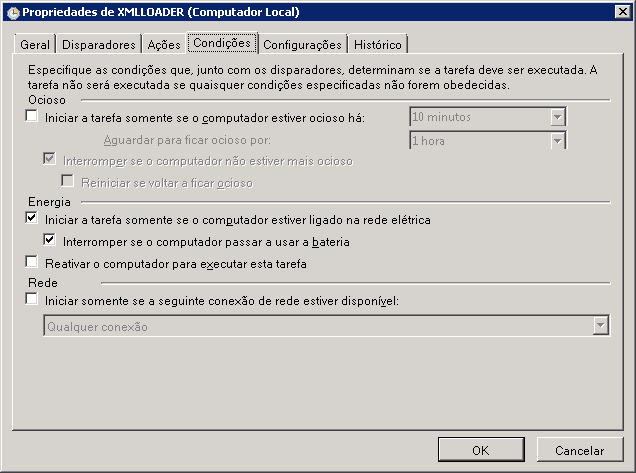 Propriedades de XMLLOADER (Computador Local)
Geral Disparadores Ações Condições Configurações Histórico
Especifique as condições que, junto com os disparadores, determinam se a tarefa deve ser executada. A
tarefa não será executada se quaisquer condições especificadas não forem obedecidas.
Ocioso
Iniciar a tarefa somente se o computador estiver ocioso há: 10 minutos
Aguardar para ficar ocioso por: 1 hora
Interromper se o computador não estiver mais ocioso
Reiniciar se voltar a ficar ocioso
Energia
Iniciar a tarefa somente se o computador estiver ligado na rede elétrica
Interromper se o computador passar a usar a bateria
Reativar o computador para executar esta tarefa
Rede
Iniciar somente se a seguinte conexão de rede estiver disponível:
Qualquer conexão
OK Cancelar